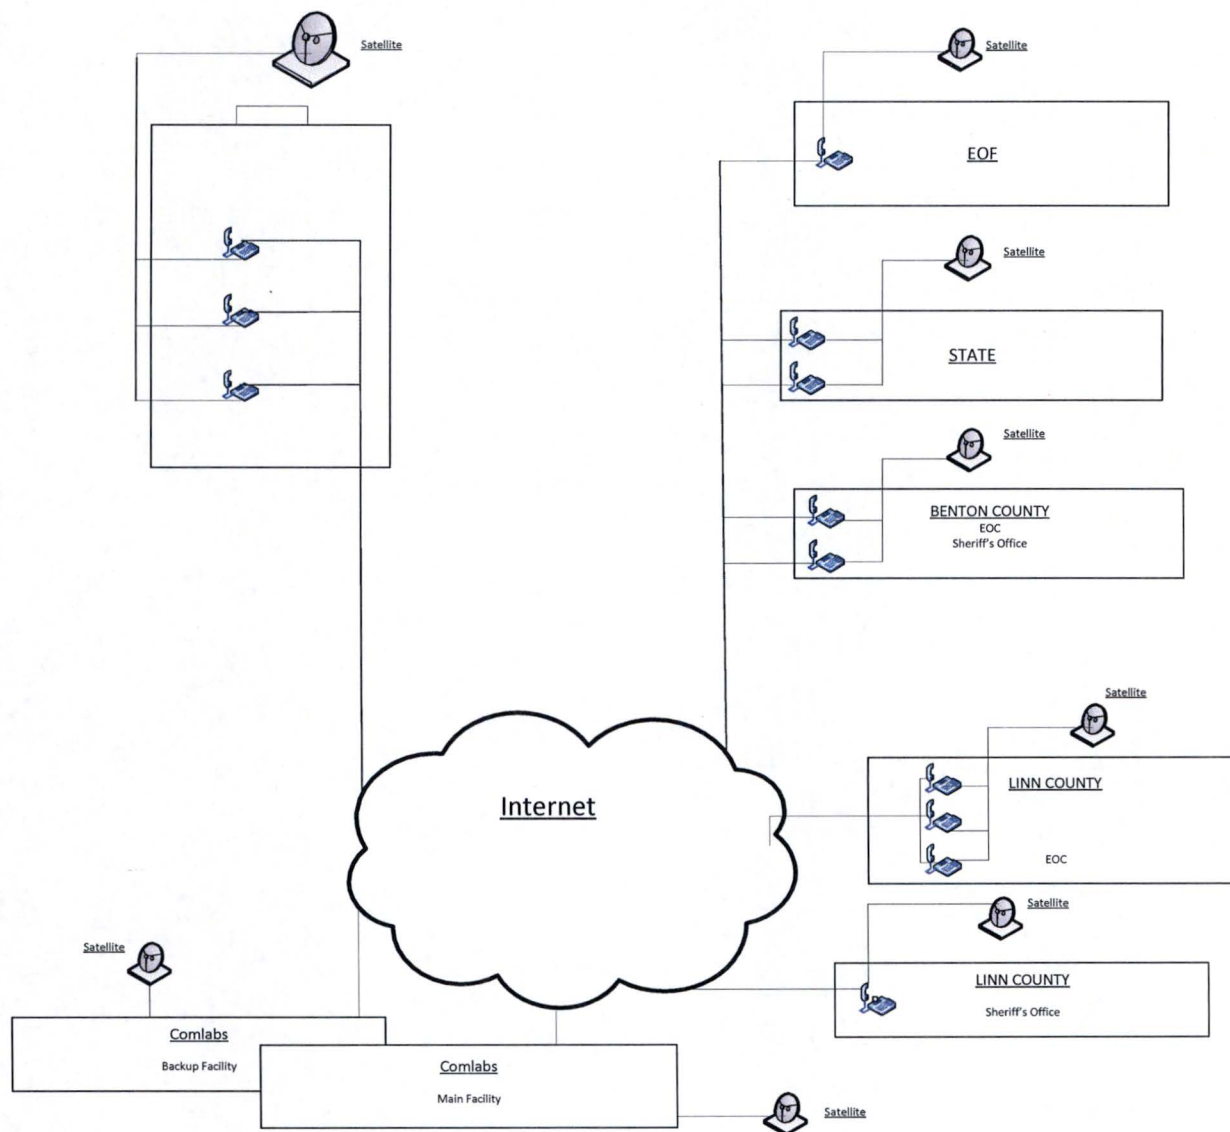 Satellite
Satellite
EOF
Satellite
STATE
Satellite
BENTON COUNTY
EOC
Sheriff's Office
Satellite
LINN COUNTY
EOC
Internet
Satellite
LINN COUNTY
Sheriff's Office
Satellite
Comlabs
Backup Facility
Comlabs
Main Facility
Satellite